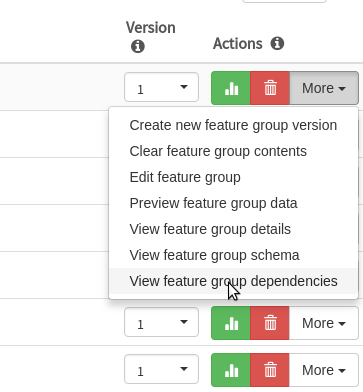 Version
Actions
1
More
Create new feature group version
Clear feature group contents
Edit feature group
Preview feature group data
View feature group details
View feature group schema
View feature group dependencies
1
More
1
More